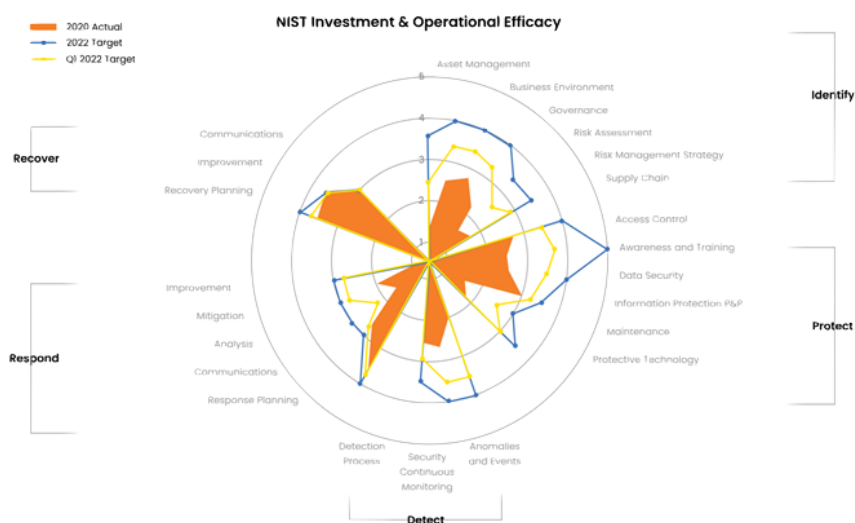 NIST Investment & Operational Efficacy
2020 Actual
2022 Target
Q1 2022 Target
5
4
3
2
1
Asset Management
Business Environment
Governance
Risk Assessment
Risk Management Strategy
Supply Chain
Identify
Access Control
Awareness and Training
Data Security
Information Protection P&P
Maintenance
Protective Technology
Protect
Anomalies
and Events
Security
Continuous
Monitoring
Detection
Process
Detect
Response Planning
Communications
Analysis
Mitigation
Improvement
Respond
Recovery Planning
Improvement
Communications
Recover